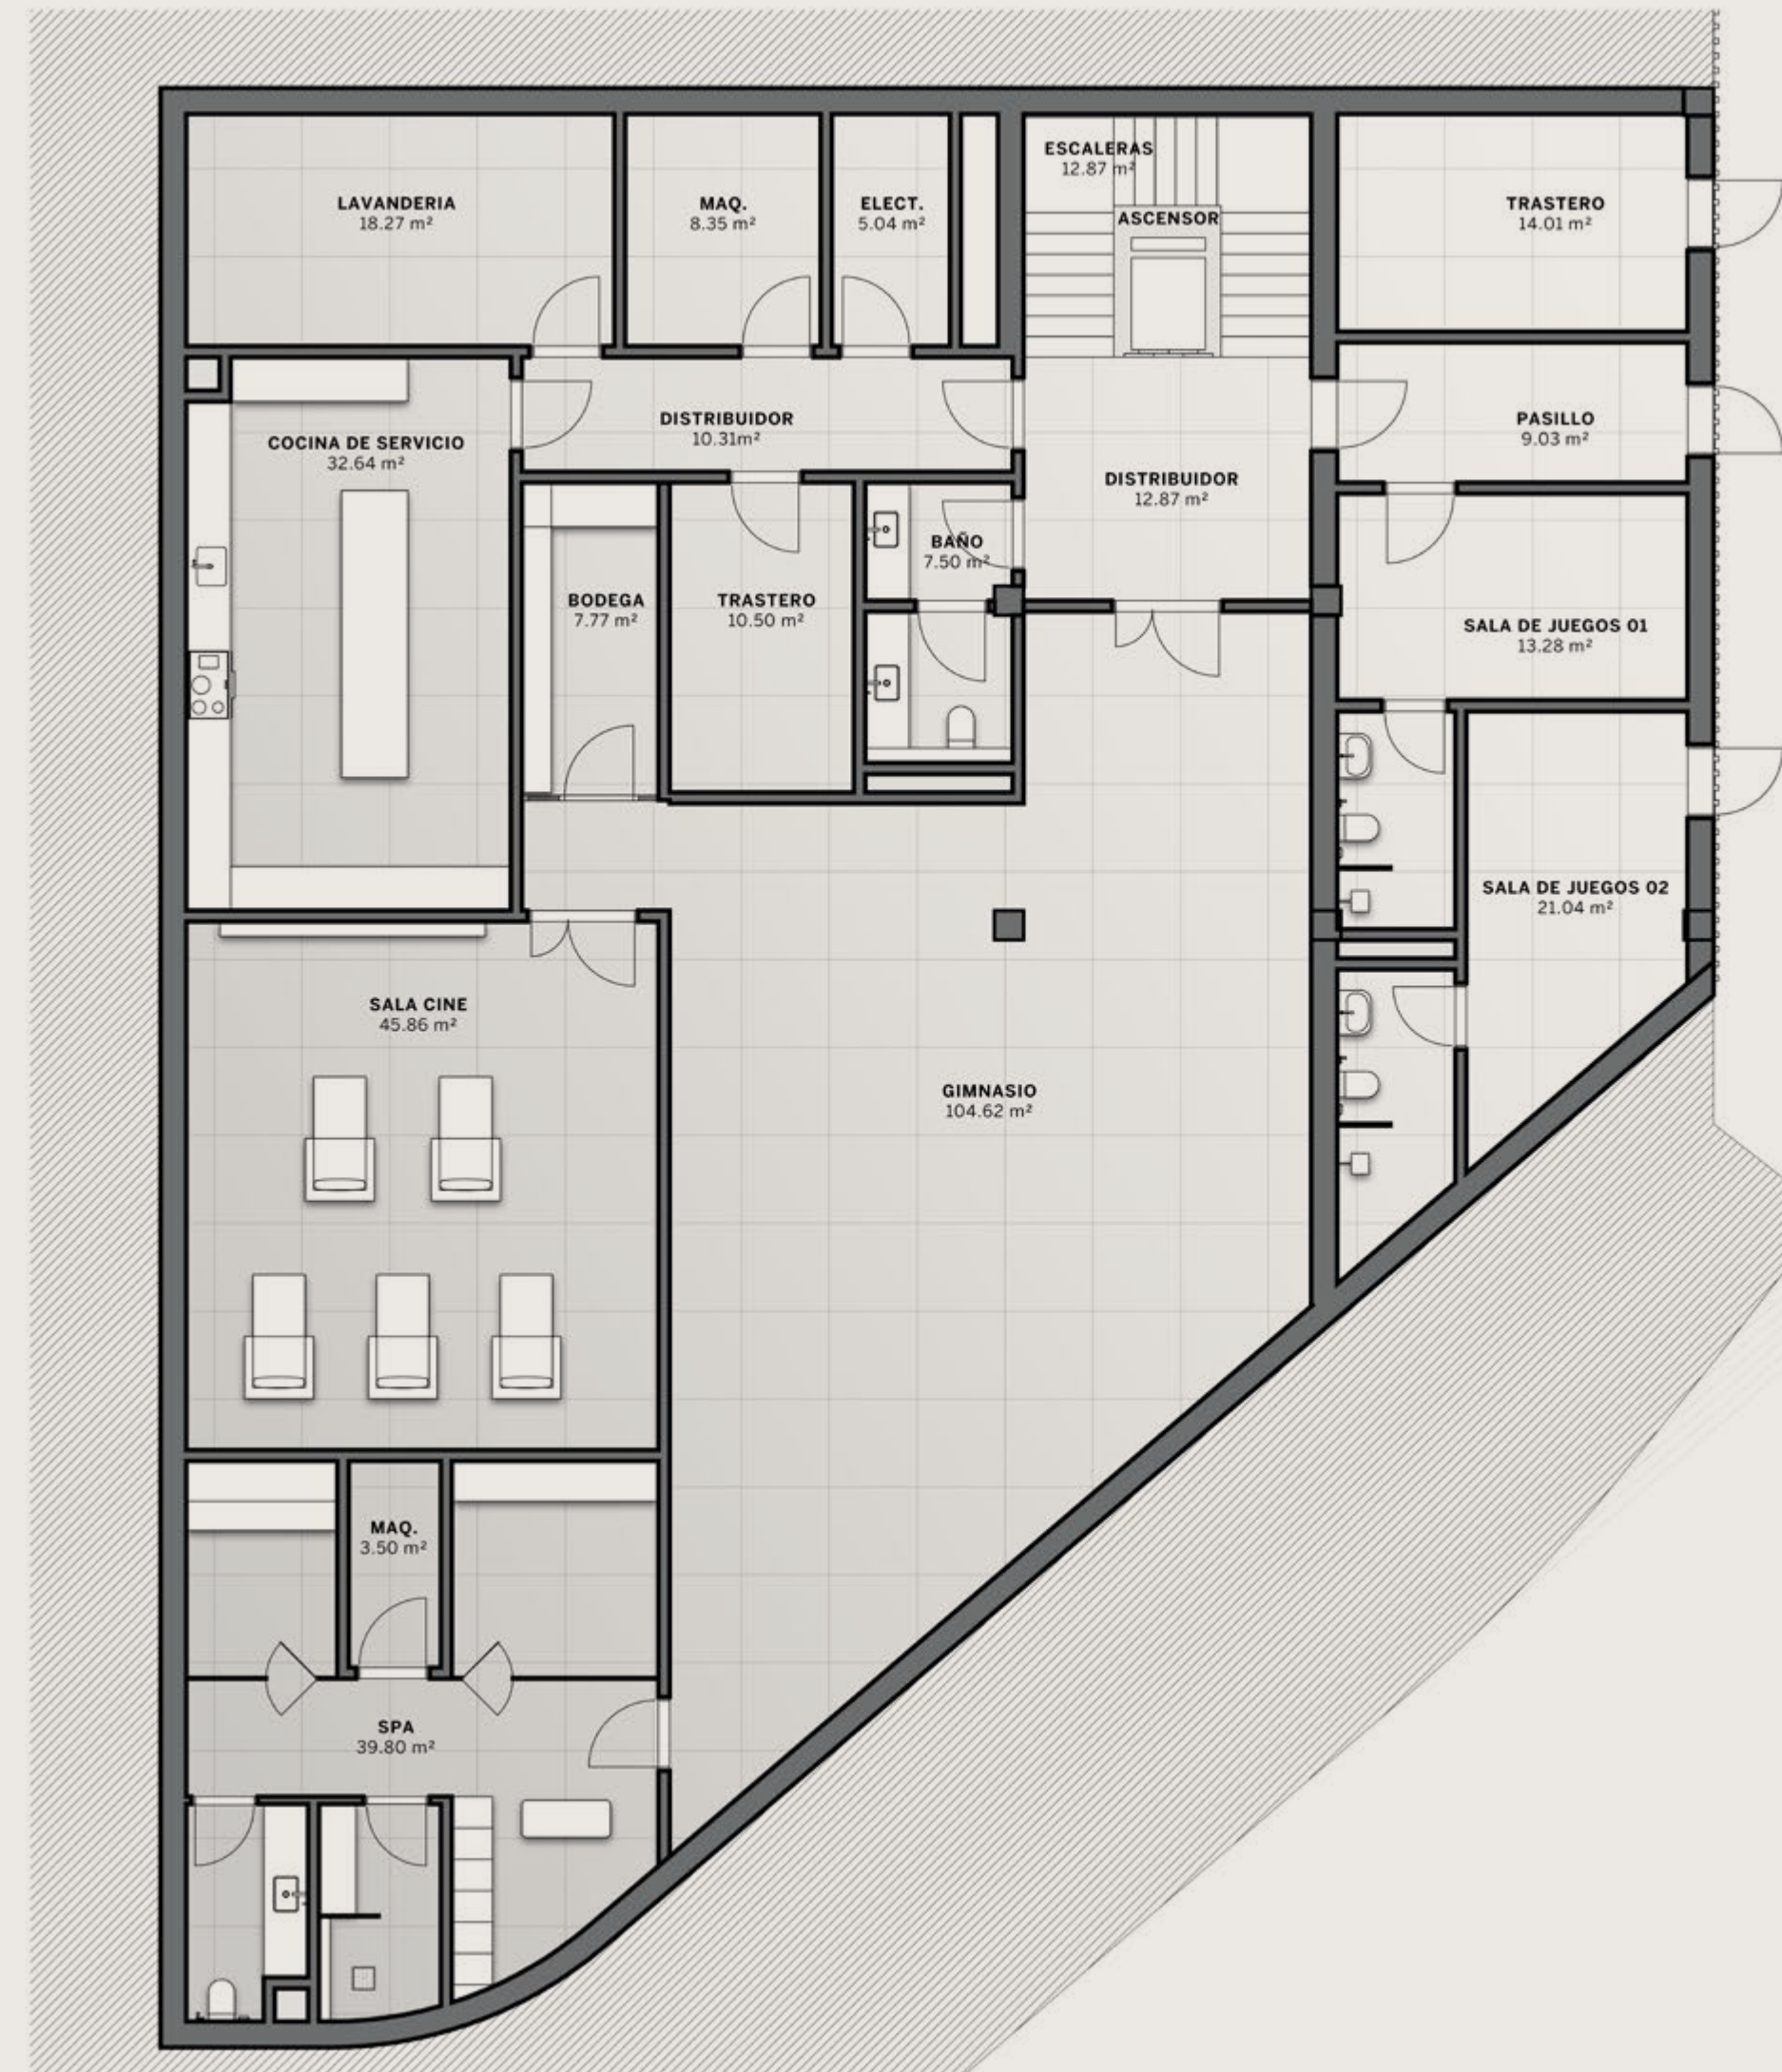 LAVANDERIA
18.27 m²
MAQ.
8.35 m²
ELECT.
5.04 m²
ESCALERAS
12.87 m²
ASCENSOR
TRASTERO
14.01 m²
COCINA DE SERVICIO
32.64 m²
DISTRIBUIDOR
10.31m²
DISTRIBUIDOR
12.87 m²
PASILLO
9.03 m²
BODEGA
7.77 m²
TRASTERO
10.50 m²
BAÑO
7.50 m²
SALA DE JUEGOS 01
13.28 m²
SALA DE JUEGOS 02
21.04 m²
SALA CINE
45.86 m²
GIMNASIO
104.62 m²
MAQ.
3.50 m²
SPA
39.80 m²